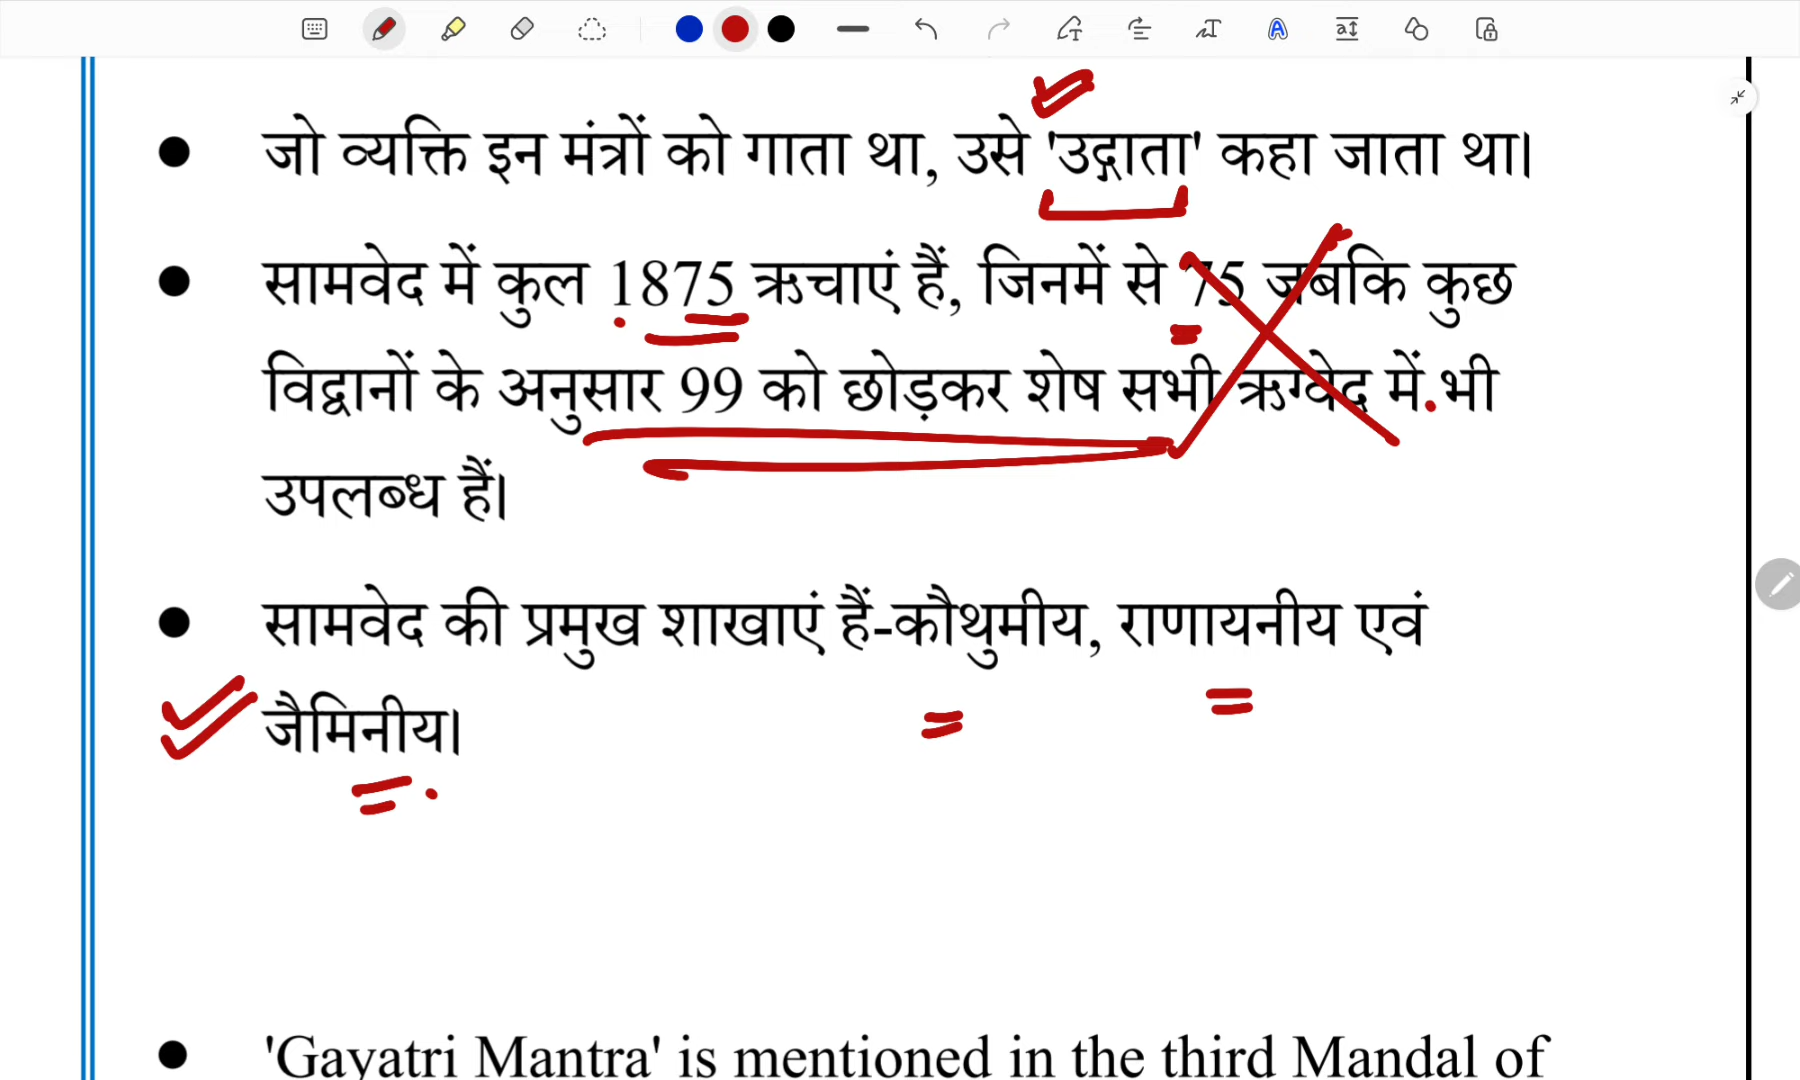 ● जो व्यक्ति इन मंत्रों को गाता था, उसे 'उद्गाता' कहा जाता था।
● सामवेद में कुल 1875 ऋचाएं हैं, जिनमें से 75 जबकि कुछ
विद्वानों के अनुसार 99 को छोड़कर शेष सभी ऋग्वेद में भी
उपलब्ध हैं।
● सामवेद की प्रमुख शाखाएं हैं-कौथुमीय, राणायनीय एवं
जैमिनीय।
● 'Gayatri Mantra' is mentioned in the third Mandal of